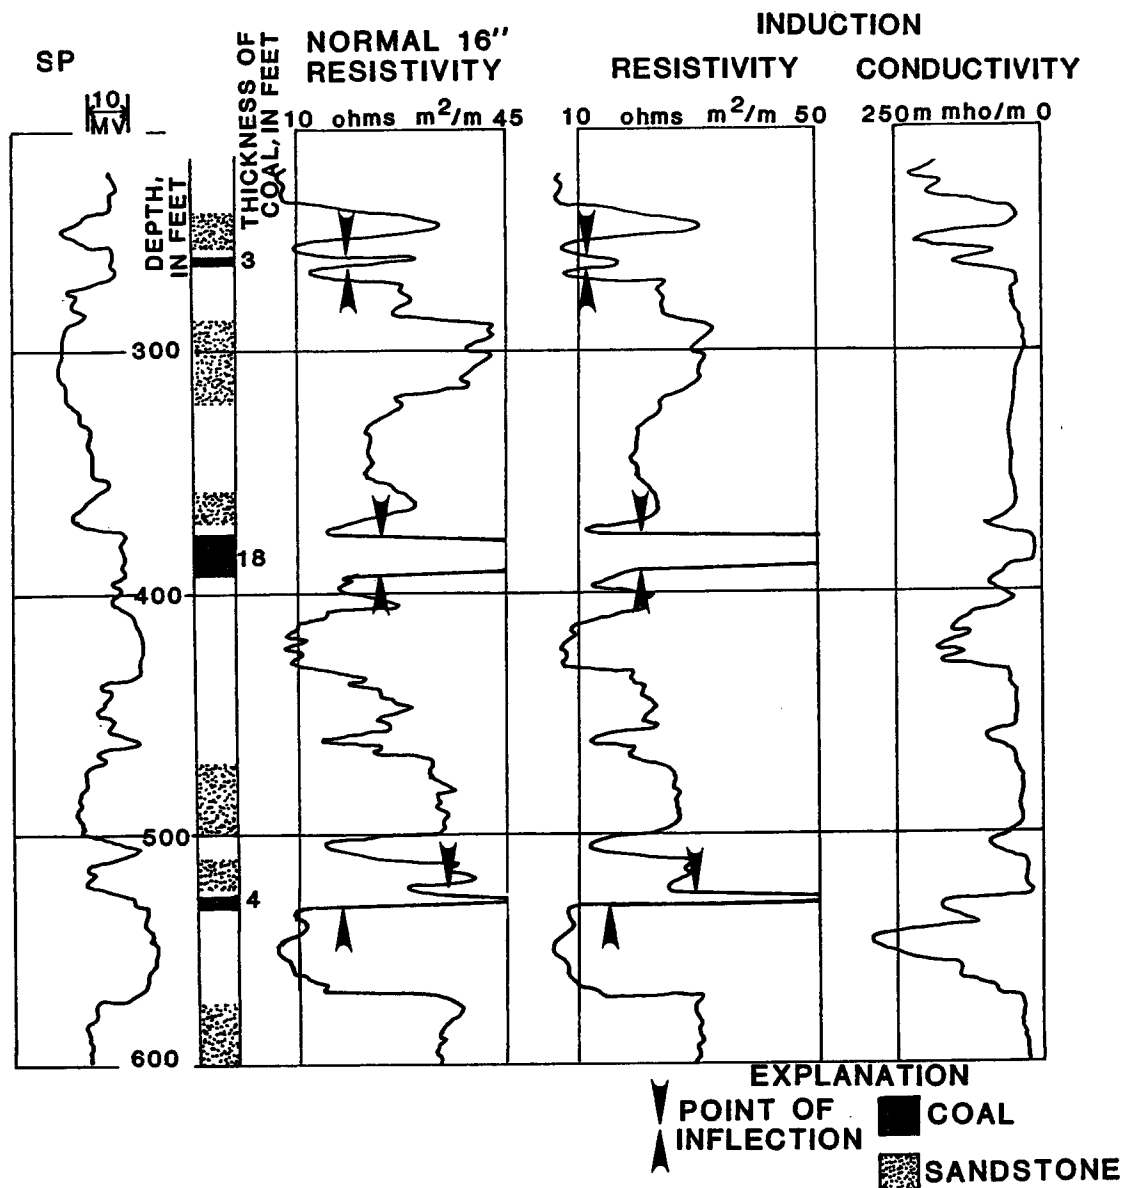 INDUCTION
SP
THICKNESS OF
COAL, IN FEET
NORMAL 16"
RESISTIVITY
RESISTIVITY
CONDUCTIVITY
10
MV
10 ohms m²/m 45
10 ohms m²/m 50
250m mho/m 0
DEPTH,
IN FEET
3
300
18
400
500
4
600
EXPLANATION
POINT OF
INFLECTION
COAL
SANDSTONE